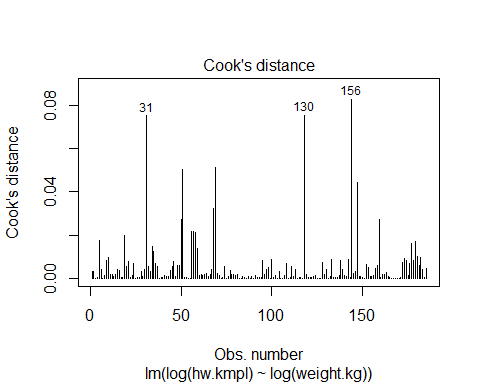 Cook's distance
Cook's distance
0.00 0.04 0.08
31
130
156
0 50 100 150
Obs. number
lm(log(hw.kmpl) ~ log(weight.kg))